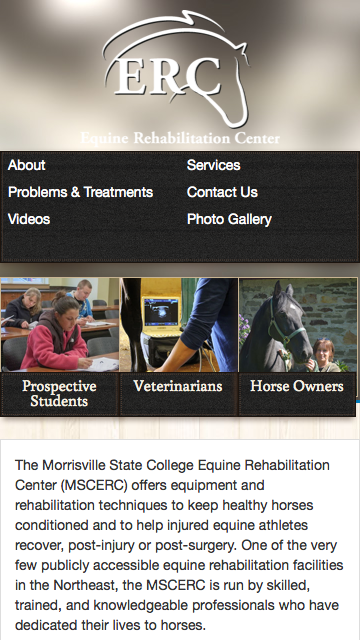 ERC
Equine Rehabilitation Center
About
Services
Problems & Treatments
Contact Us
Videos
Photo Gallery
Prospective
Students
Veterinarians
Horse Owners
The Morrisville State College Equine Rehabilitation
Center (MSCERC) offers equipment and
rehabilitation techniques to keep healthy horses
conditioned and to help injured equine athletes
recover, post-injury or post-surgery. One of the very
few publicly accessible equine rehabilitation facilities
in the Northeast, the MSCERC is run by skilled,
trained, and knowledgeable professionals who have
dedicated their lives to horses.